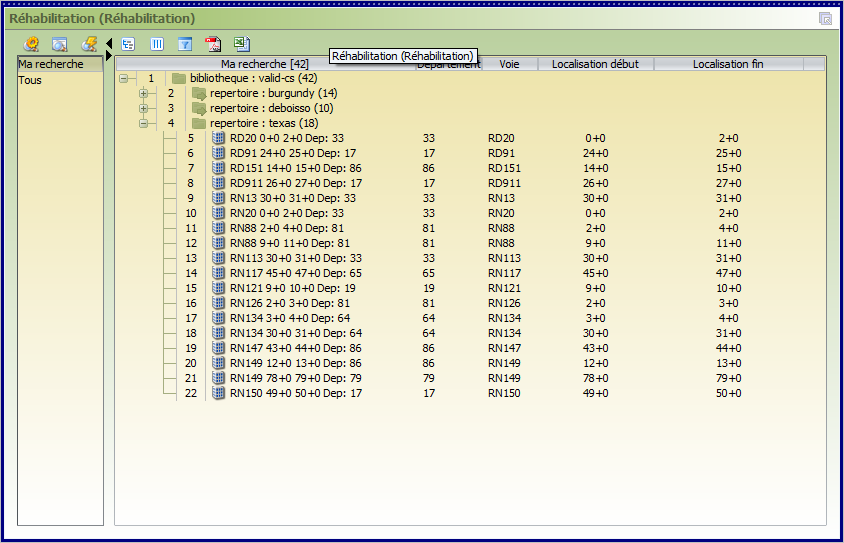 Réhabilitation (Réhabilitation)
Réhabilitation (Réhabilitation)
Ma recherche
Tous
Ma recherche [42] Département Voie Localisation début Localisation fin
1 bibliotheque : valid-cs (42)
2 repertoire : burgundy (14)
3 repertoire : deboisso (10)
4 repertoire : texas (18)
5 RD20 0+0 2+0 Dep: 33 33 RD20 0+0 2+0
6 RD91 24+0 25+0 Dep: 17 17 RD91 24+0 25+0
7 RD151 14+0 15+0 Dep: 86 86 RD151 14+0 15+0
8 RD911 26+0 27+0 Dep: 17 17 RD911 26+0 27+0
9 RN13 30+0 31+0 Dep: 33 33 RN13 30+0 31+0
10 RN20 0+0 2+0 Dep: 33 33 RN20 0+0 2+0
11 RN88 2+0 4+0 Dep: 81 81 RN88 2+0 4+0
12 RN88 9+0 11+0 Dep: 81 81 RN88 9+0 11+0
13 RN113 30+0 31+0 Dep: 33 33 RN113 30+0 31+0
14 RN117 45+0 47+0 Dep: 65 65 RN117 45+0 47+0
15 RN121 9+0 10+0 Dep: 19 19 RN121 9+0 10+0
16 RN126 2+0 3+0 Dep: 81 81 RN126 2+0 3+0
17 RN134 3+0 4+0 Dep: 64 64 RN134 3+0 4+0
18 RN134 30+0 31+0 Dep: 64 64 RN134 30+0 31+0
19 RN147 43+0 44+0 Dep: 86 86 RN147 43+0 44+0
20 RN149 12+0 13+0 Dep: 86 86 RN149 12+0 13+0
21 RN149 78+0 79+0 Dep: 79 79 RN149 78+0 79+0
22 RN150 49+0 50+0 Dep: 17 17 RN150 49+0 50+0